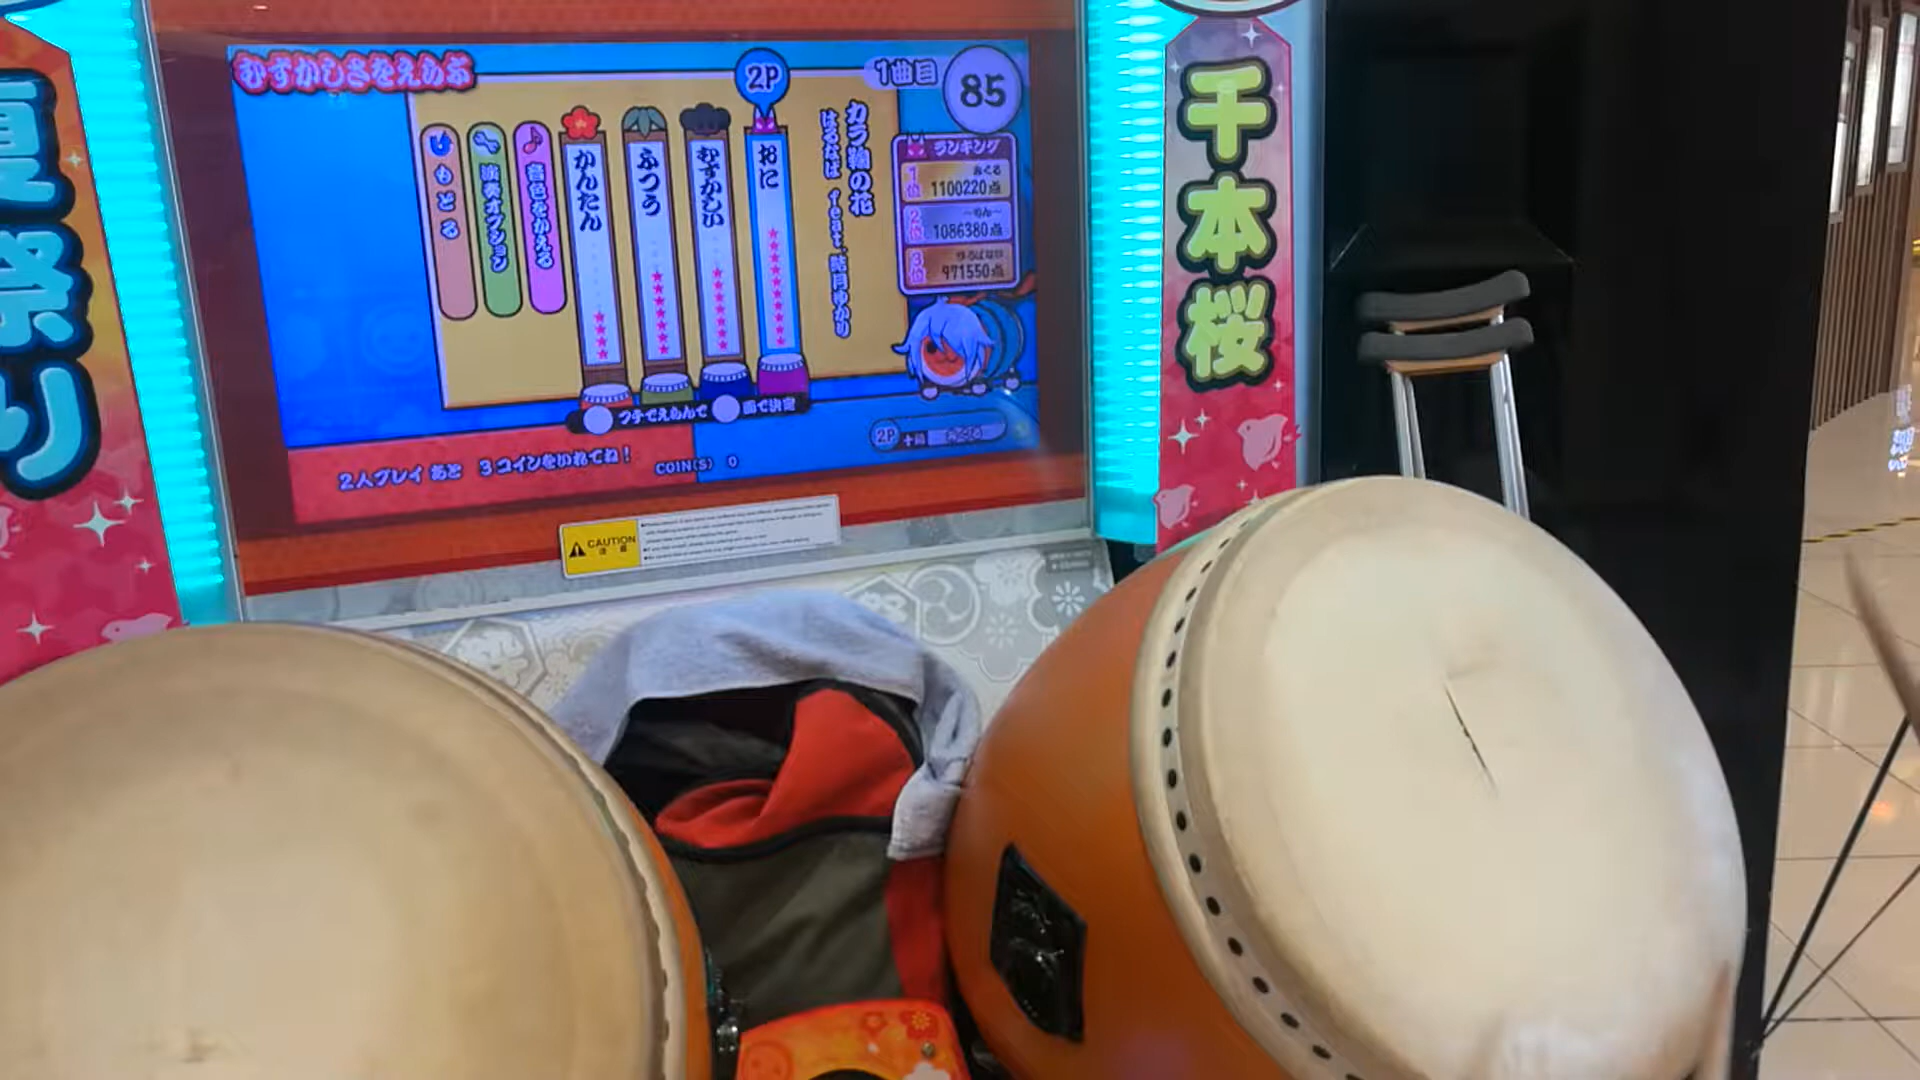 むずかしさをえらぶ
2P
1曲目
85
もどる
演奏オプション
音色をかえる
かんたん
ふつう
むずかしい
おに
カラ鞠の花
はるなば feat. 結月ゆかり
ランキング
1位
1100220点
2位
1086380点
3位
971550点
フチでえらんで
面で決定
2P
2人プレイ あと 3コインをいれてね!
COIN(S) 0
CAUTION
注意
夏祭り
千本桜